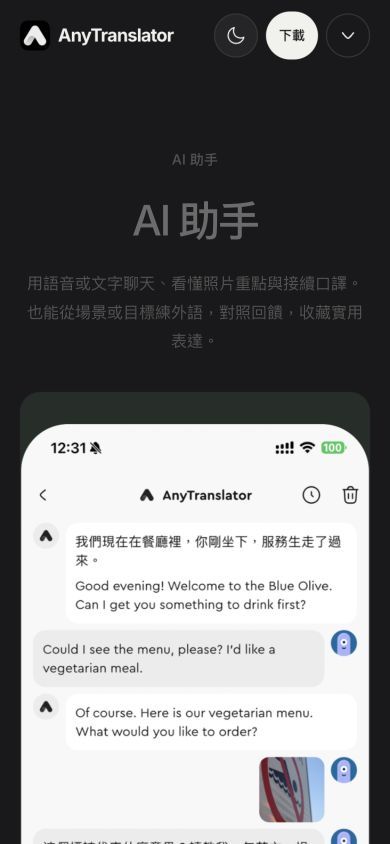 AnyTranslator
下載
AI 助手
AI 助手
用語音或文字聊天、看懂照片重點與接續口譯。
也能從場景或目標練外語，對照回饋，收藏實用
表達。
12:31
100
AnyTranslator
我們現在在餐廳裡，你剛坐下，服務生走了過
來。
Good evening! Welcome to the Blue Olive.
Can I get you something to drink first?
Could I see the menu, please? I'd like a
vegetarian meal.
Of course. Here is our vegetarian menu.
What would you like to order?